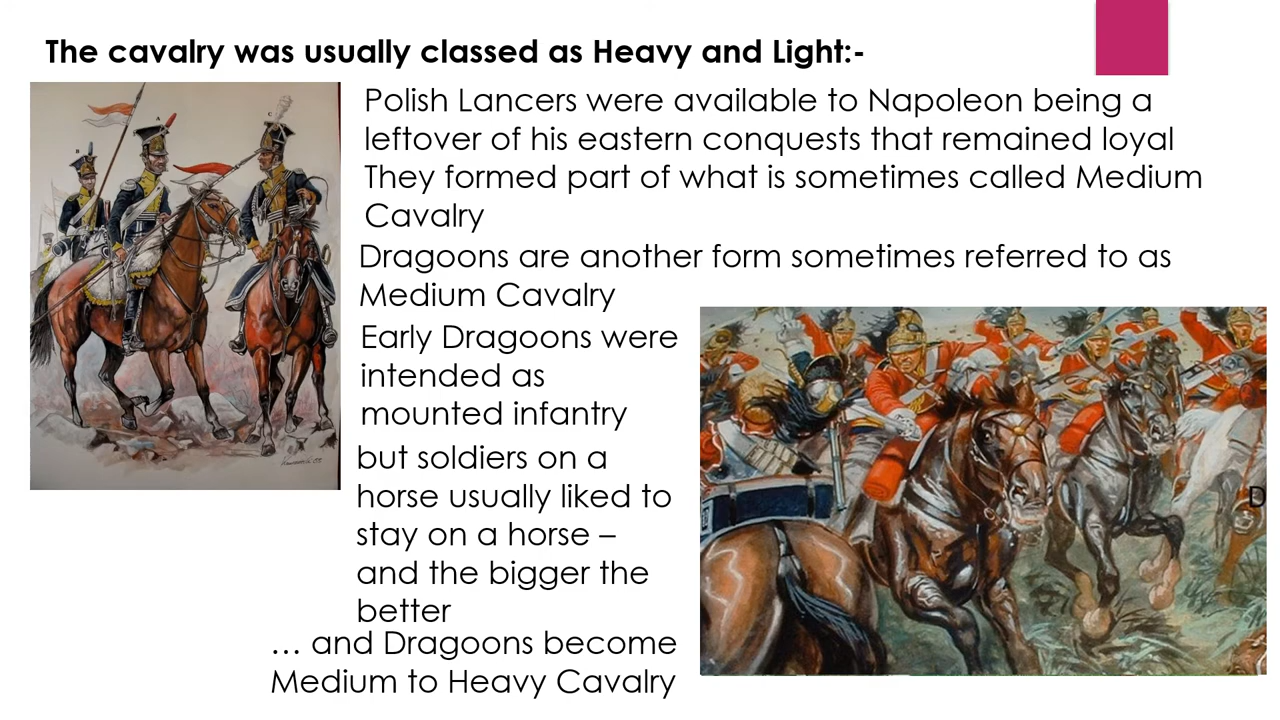 The cavalry was usually classed as Heavy and Light:-
Polish Lancers were available to Napoleon being a
leftover of his eastern conquests that remained loyal
They formed part of what is sometimes called Medium
Cavalry
Dragoons are another form sometimes referred to as
Medium Cavalry
Early Dragoons were
intended as
mounted infantry
but soldiers on a
horse usually liked to
stay on a horse –
and the bigger the
better
… and Dragoons become
Medium to Heavy Cavalry
D